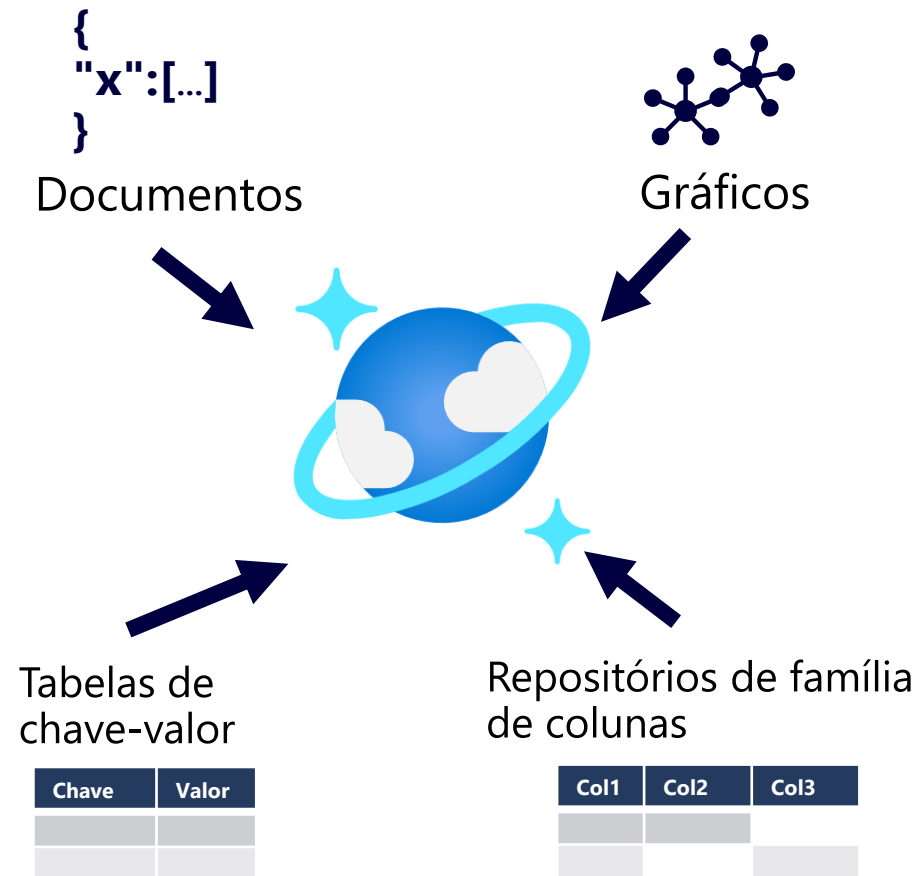 {
"x":[...]
}
Documentos
Gráficos
Tabelas de
chave-valor
Chave Valor
Repositórios de família
de colunas
Col1 Col2 Col3